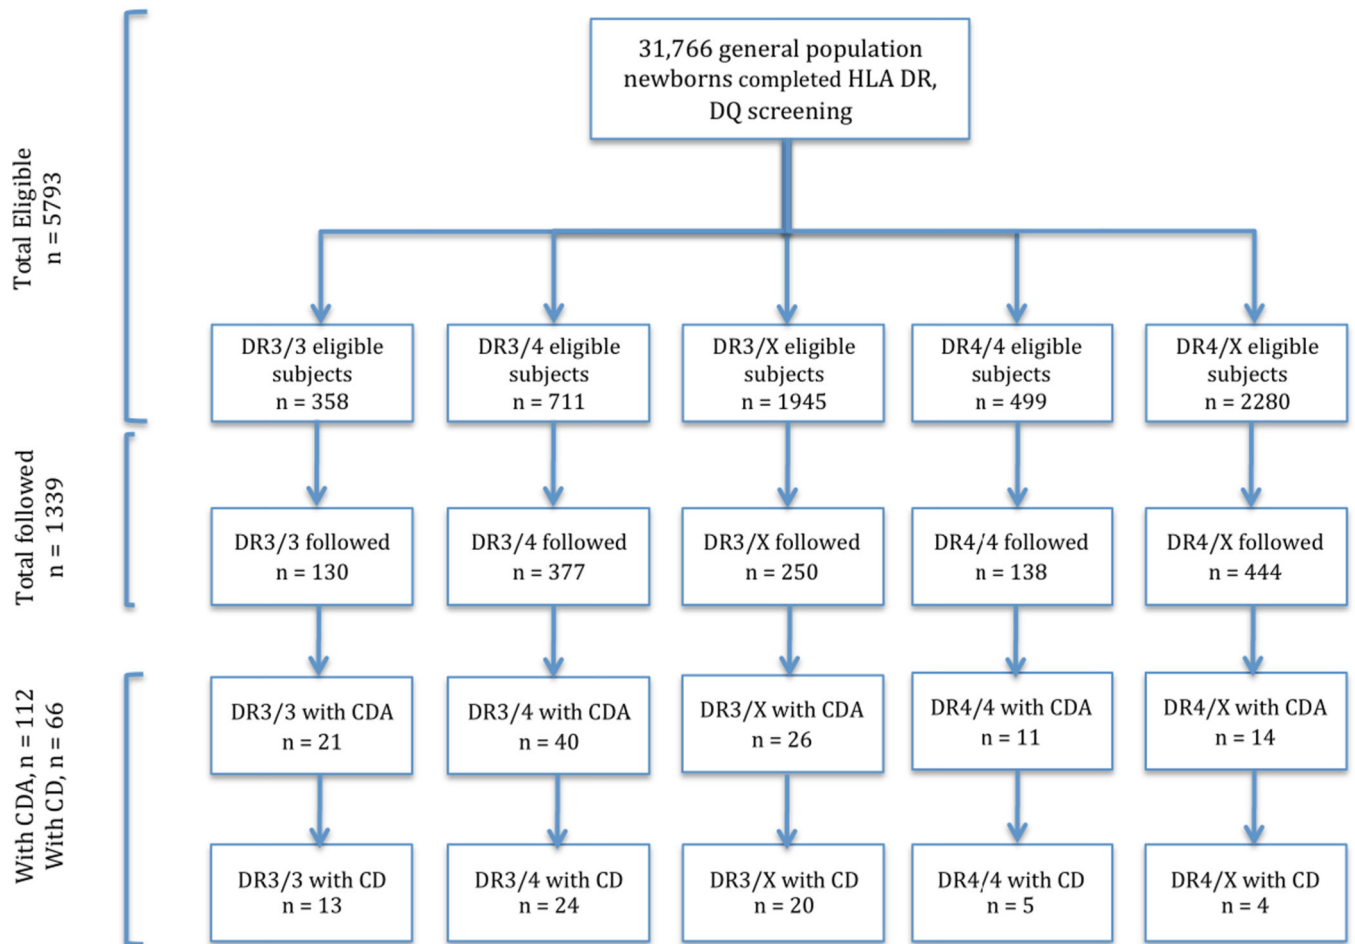 31,766 general population
newborns completed HLA DR,
DQ screening
Total Eligible
n = 5793
DR3/3 eligible
subjects
n = 358
DR3/4 eligible
subjects
n = 711
DR3/X eligible
subjects
n = 1945
DR4/4 eligible
subjects
n = 499
DR4/X eligible
subjects
n = 2280
Total followed
n = 1339
DR3/3 followed
n = 130
DR3/4 followed
n = 377
DR3/X followed
n = 250
DR4/4 followed
n = 138
DR4/X followed
n = 444
With CDA, n = 112
With CD, n = 66
DR3/3 with CDA
n = 21
DR3/4 with CDA
n = 40
DR3/X with CDA
n = 26
DR4/4 with CDA
n = 11
DR4/X with CDA
n = 14
DR3/3 with CD
n = 13
DR3/4 with CD
n = 24
DR3/X with CD
n = 20
DR4/4 with CD
n = 5
DR4/X with CD
n = 4